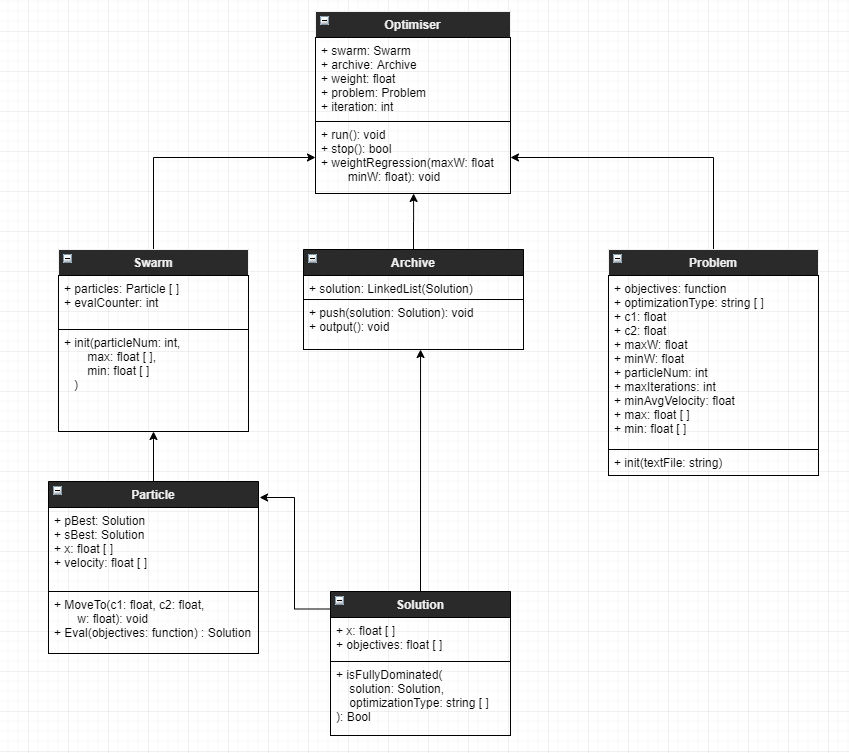 Optimiser
+ swarm: Swarm
+ archive: Archive
+ weight: float
+ problem: Problem
+ iteration: int
+ run(): void
+ stop(): bool
+ weightRegression(maxW: float
minW: float): void
Swarm
+ particles: Particle [ ]
+ evalCounter: int
+ init(particleNum: int,
max: float [ ],
min: float [ ]
)
Archive
+ solution: LinkedList(Solution)
+ push(solution: Solution): void
+ output(): void
Problem
+ objectives: function
+ optimizationType: string [ ]
+ c1: float
+ c2: float
+ maxW: float
+ minW: float
+ particleNum: int
+ maxIterations: int
+ minAvgVelocity: float
+ max: float [ ]
+ min: float [ ]
+ init(textFile: string)
Particle
+ pBest: Solution
+ sBest: Solution
+ x: float [ ]
+ velocity: float [ ]
+ MoveTo(c1: float, c2: float,
w: float): void
+ Eval(objectives: function) : Solution
Solution
+ x: float [ ]
+ objectives: float [ ]
+ isFullyDominated(
solution: Solution,
optimizationType: string [ ]
): Bool